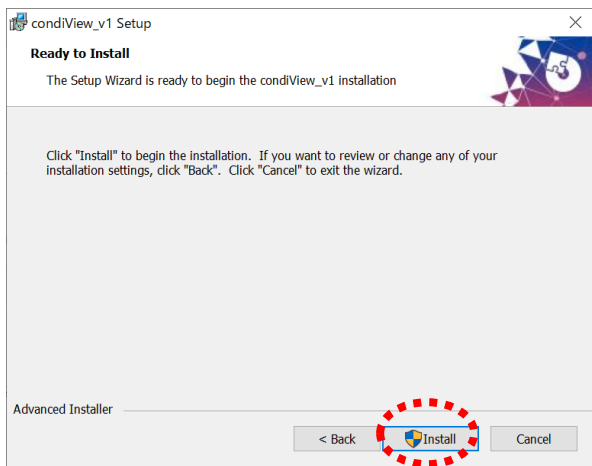 condiView_v1 Setup
Ready to Install
The Setup Wizard is ready to begin the condiView_v1 installation
Click "Install" to begin the installation.  If you want to review or change any of your
installation settings, click "Back".  Click "Cancel" to exit the wizard.
Advanced Installer
< Back Install Cancel